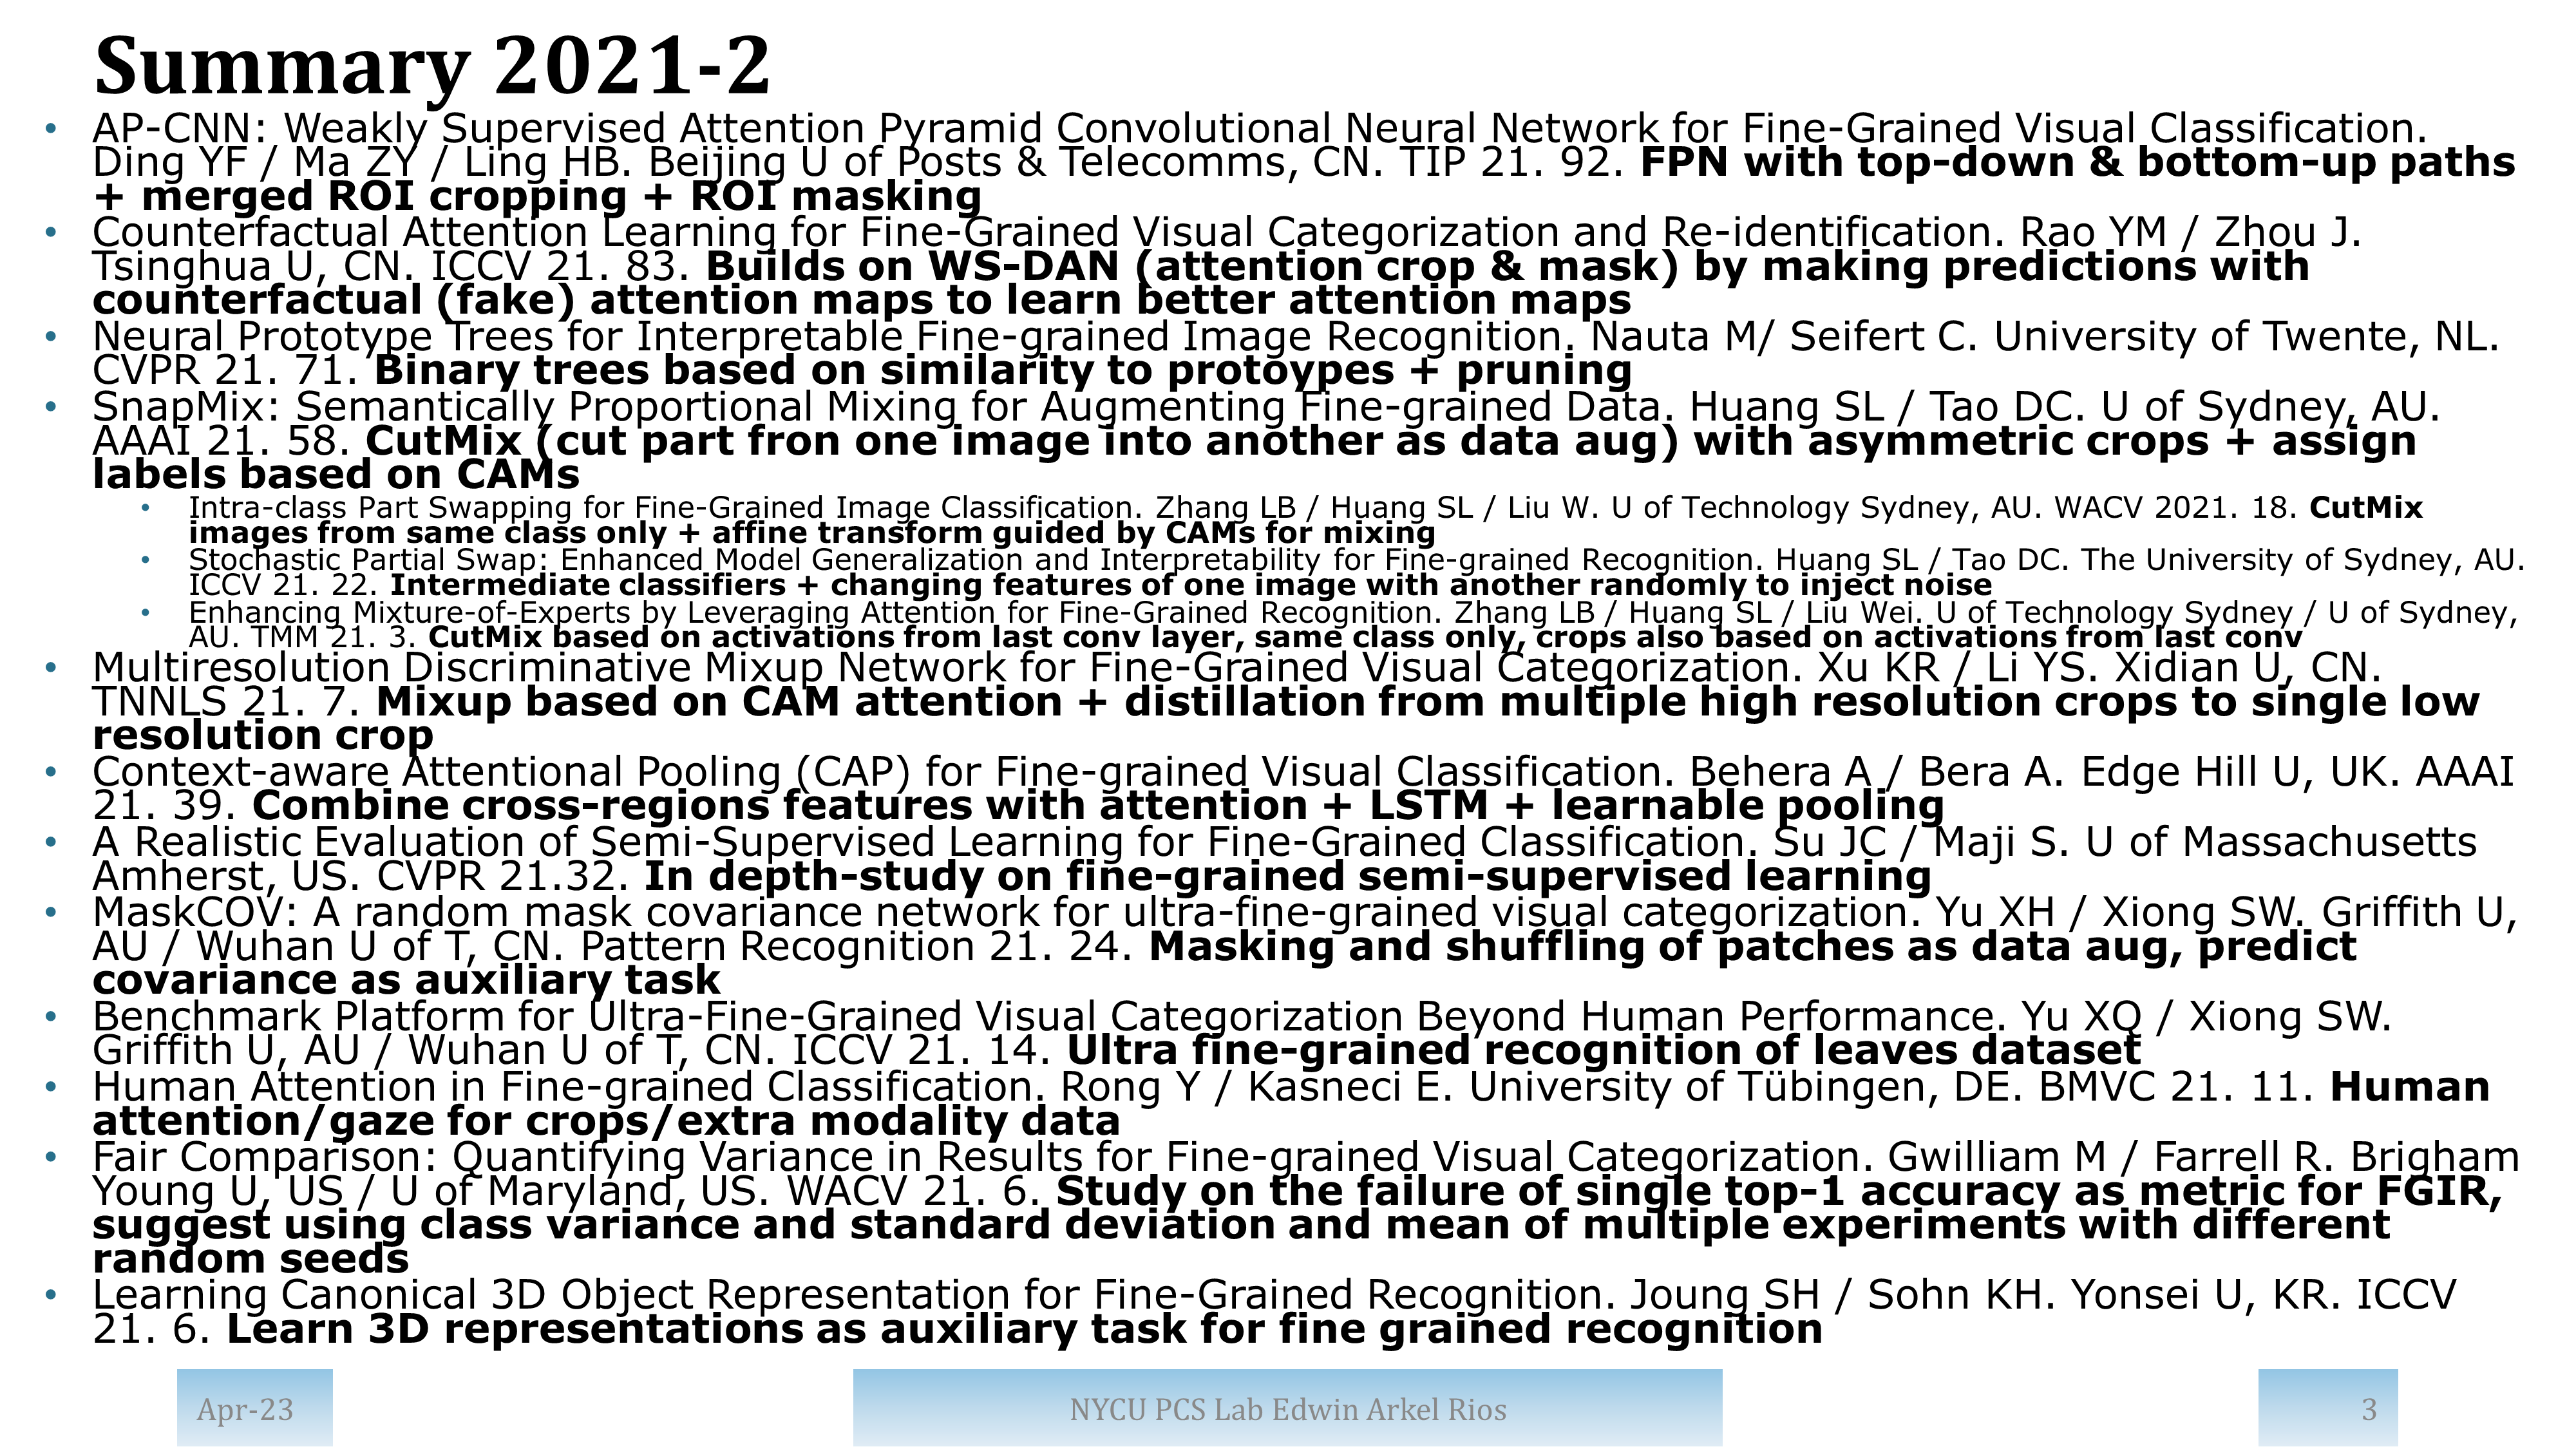 Summary 2021-2
• AP-CNN: Weakly Supervised Attention Pyramid Convolutional Neural Network for Fine-Grained Visual Classification.
Ding YF / Ma ZY / Ling HB. Beijing U of Posts & Telecomms, CN. TIP 21. 92. FPN with top-down & bottom-up paths
+ merged ROI cropping + ROI masking
• Counterfactual Attention Learning for Fine-Grained Visual Categorization and Re-identification. Rao YM / Zhou J.
Tsinghua U, CN. ICCV 21. 83. Builds on WS-DAN (attention crop & mask) by making predictions with
counterfactual (fake) attention maps to learn better attention maps
• Neural Prototype Trees for Interpretable Fine-grained Image Recognition. Nauta M/ Seifert C. University of Twente, NL.
CVPR 21. 71. Binary trees based on similarity to protoypes + pruning
• SnapMix: Semantically Proportional Mixing for Augmenting Fine-grained Data. Huang SL / Tao DC. U of Sydney, AU.
AAAI 21. 58. CutMix (cut part fron one image into another as data aug) with asymmetric crops + assign
labels based on CAMs
• Intra-class Part Swapping for Fine-Grained Image Classification. Zhang LB / Huang SL / Liu W. U of Technology Sydney, AU. WACV 2021. 18. CutMix
images from same class only + affine transform guided by CAMs for mixing
• Stochastic Partial Swap: Enhanced Model Generalization and Interpretability for Fine-grained Recognition. Huang SL / Tao DC. The University of Sydney, AU.
ICCV 21. 22. Intermediate classifiers + changing features of one image with another randomly to inject noise
• Enhancing Mixture-of-Experts by Leveraging Attention for Fine-Grained Recognition. Zhang LB / Huang SL / Liu Wei. U of Technology Sydney / U of Sydney,
AU. TMM 21. 3. CutMix based on activations from last conv layer, same class only, crops also based on activations from last conv
• Multiresolution Discriminative Mixup Network for Fine-Grained Visual Categorization. Xu KR / Li YS. Xidian U, CN.
TNNLS 21. 7. Mixup based on CAM attention + distillation from multiple high resolution crops to single low
resolution crop
• Context-aware Attentional Pooling (CAP) for Fine-grained Visual Classification. Behera A / Bera A. Edge Hill U, UK. AAAI
21. 39. Combine cross-regions features with attention + LSTM + learnable pooling
• A Realistic Evaluation of Semi-Supervised Learning for Fine-Grained Classification. Su JC / Maji S. U of Massachusetts
Amherst, US. CVPR 21.32. In depth-study on fine-grained semi-supervised learning
• MaskCOV: A random mask covariance network for ultra-fine-grained visual categorization. Yu XH / Xiong SW. Griffith U,
AU / Wuhan U of T, CN. Pattern Recognition 21. 24. Masking and shuffling of patches as data aug, predict
covariance as auxiliary task
• Benchmark Platform for Ultra-Fine-Grained Visual Categorization Beyond Human Performance. Yu XQ / Xiong SW.
Griffith U, AU / Wuhan U of T, CN. ICCV 21. 14. Ultra fine-grained recognition of leaves dataset
• Human Attention in Fine-grained Classification. Rong Y / Kasneci E. University of Tübingen, DE. BMVC 21. 11. Human
attention/gaze for crops/extra modality data
• Fair Comparison: Quantifying Variance in Results for Fine-grained Visual Categorization. Gwilliam M / Farrell R. Brigham
Young U, US / U of Maryland, US. WACV 21. 6. Study on the failure of single top-1 accuracy as metric for FGIR,
suggest using class variance and standard deviation and mean of multiple experiments with different
random seeds
• Learning Canonical 3D Object Representation for Fine-Grained Recognition. Joung SH / Sohn KH. Yonsei U, KR. ICCV
21. 6. Learn 3D representations as auxiliary task for fine grained recognition
Apr-23
NYCU PCS Lab Edwin Arkel Rios
3